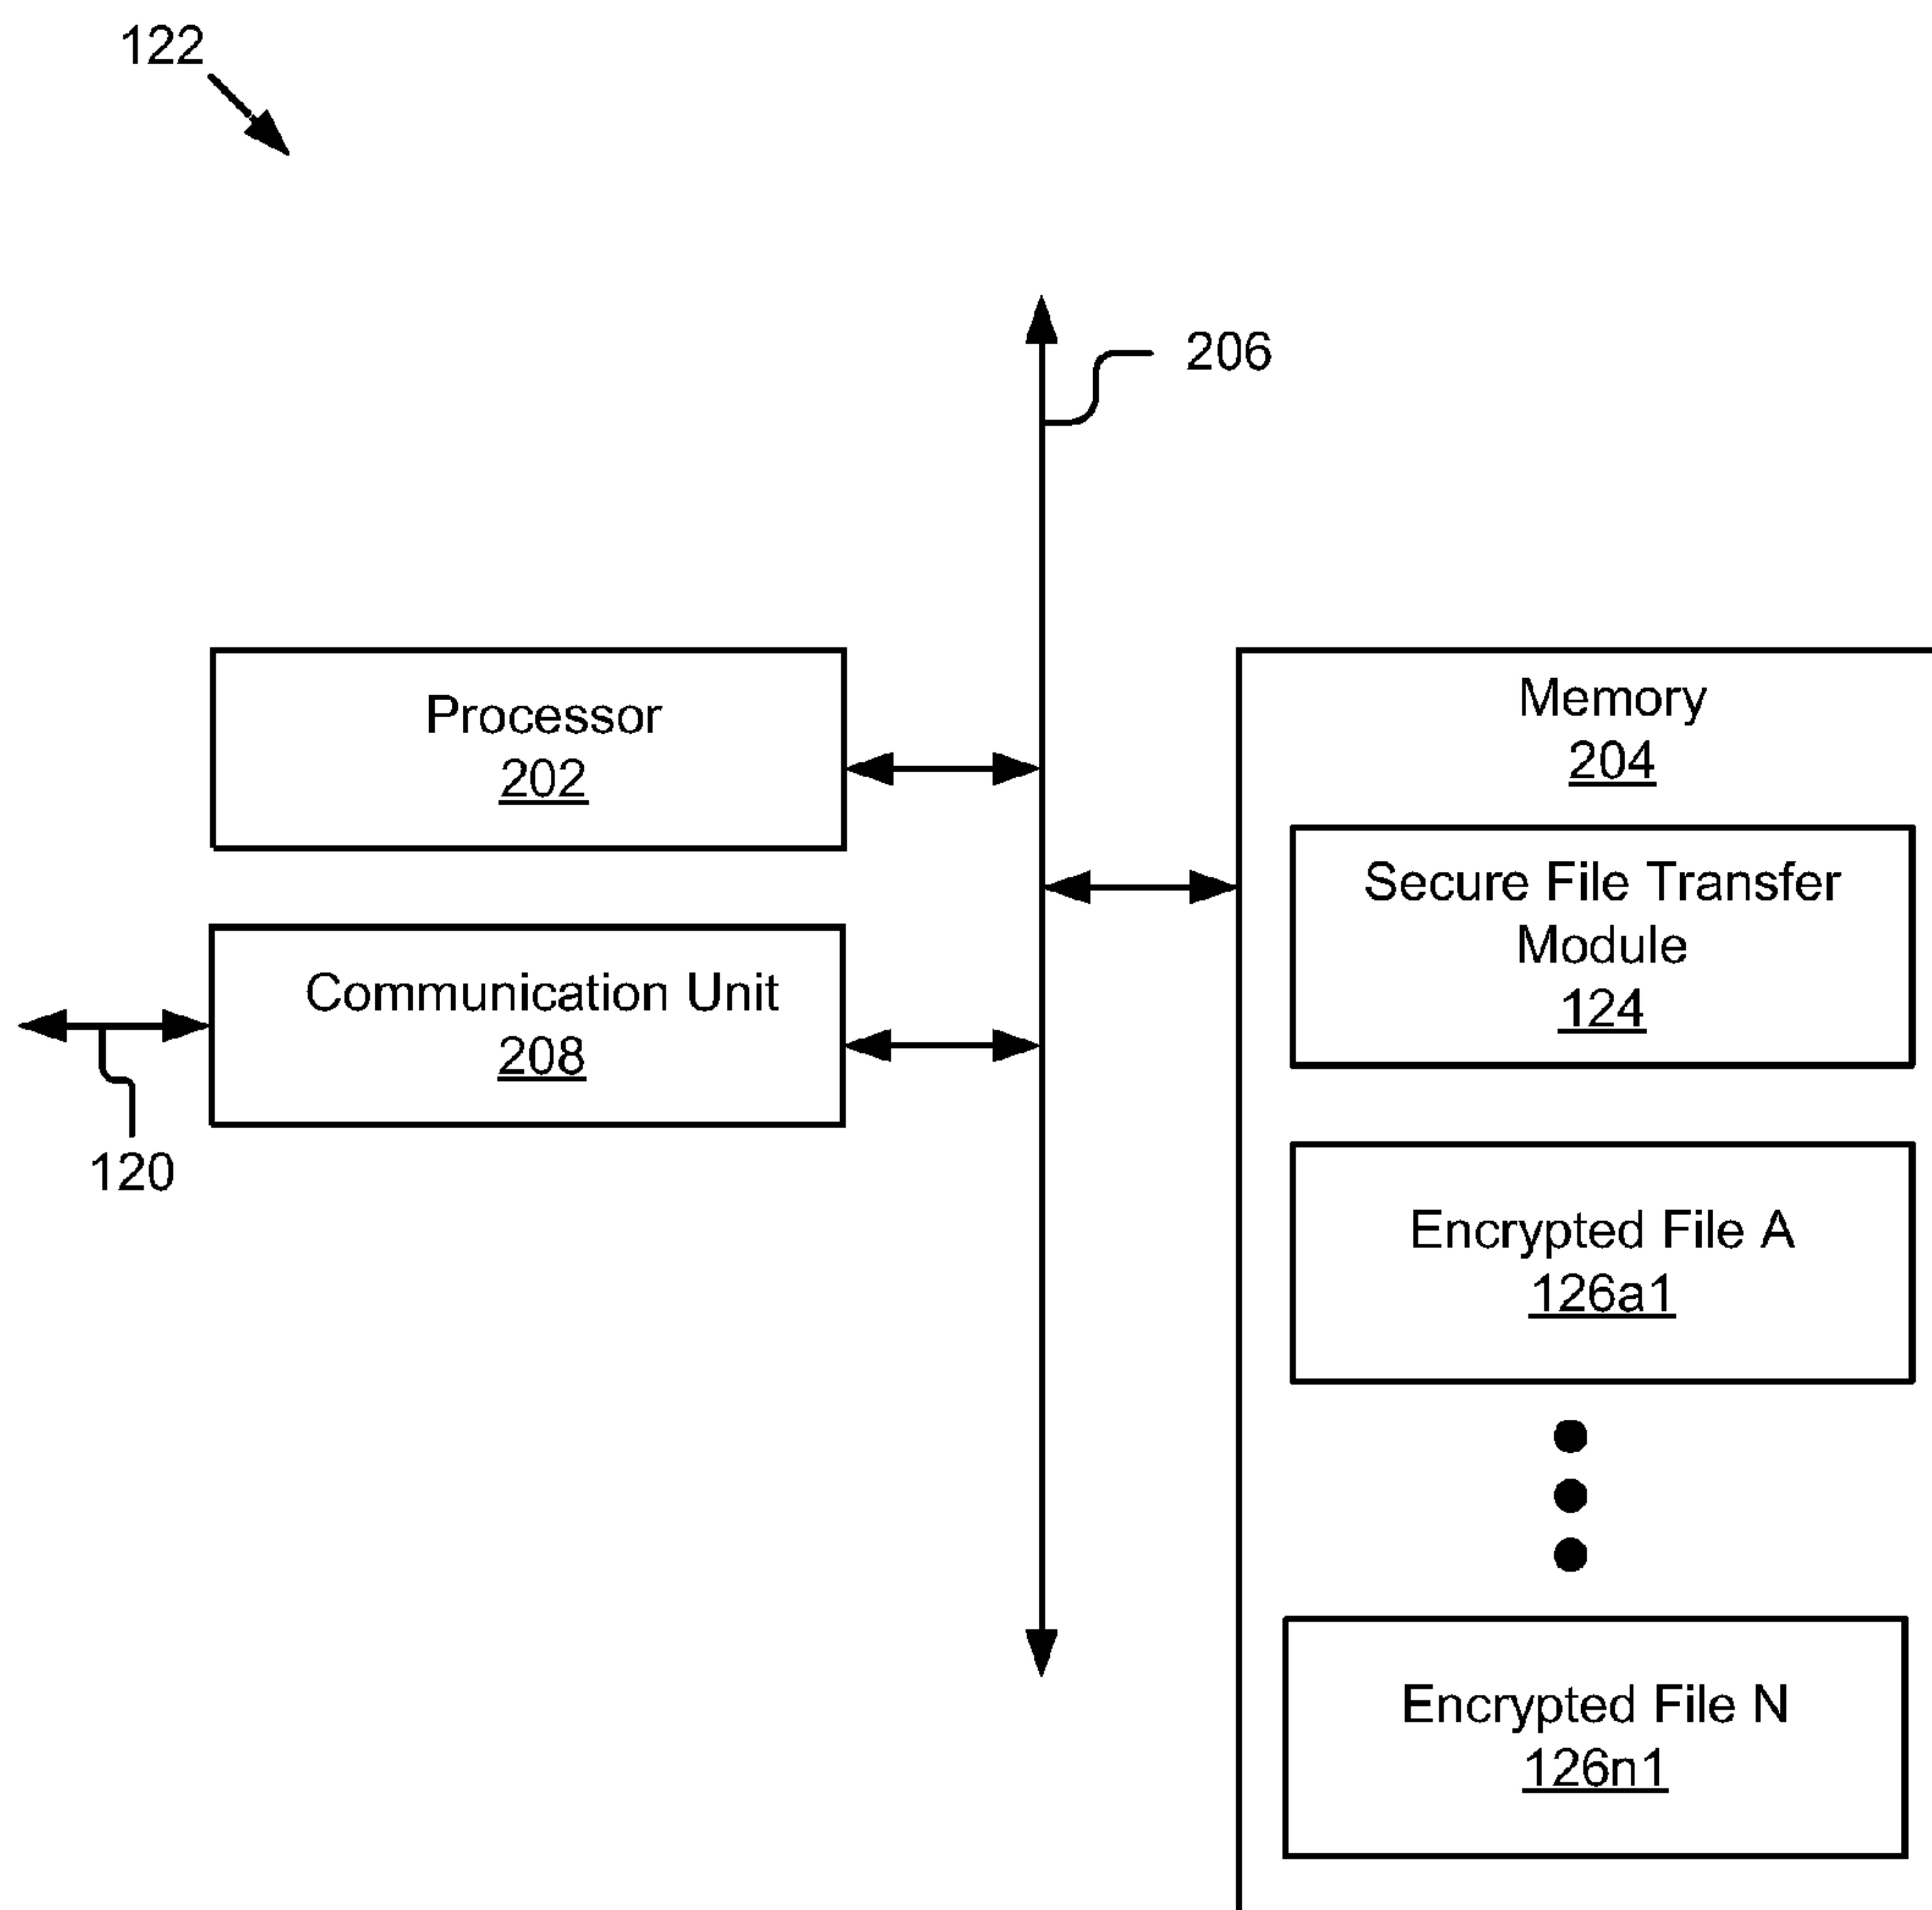 122
206
Processor
202
Communication Unit
208
120
Memory
204
Secure File Transfer
Module
124
Encrypted File A
126a1
Encrypted File N
126n1